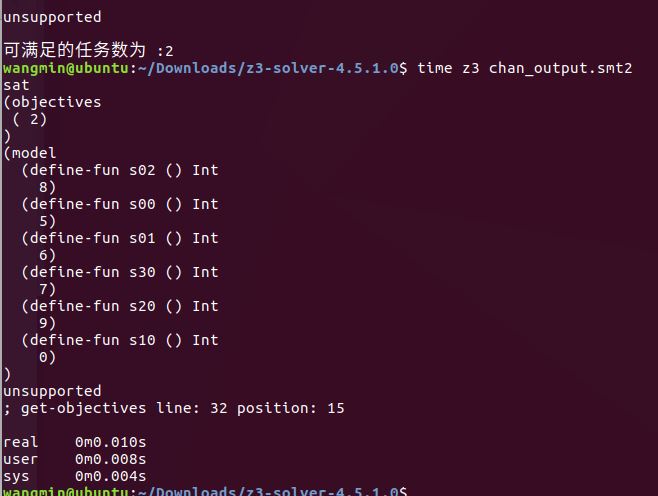 unsupported
可满足的任务数为 :2
wangmin@ubuntu:~/Downloads/z3-solver-4.5.1.0$ time z3 chan_output.smt2
sat
(objectives
 ( 2)
)
(model
  (define-fun s02 () Int
    8)
  (define-fun s00 () Int
    5)
  (define-fun s01 () Int
    6)
  (define-fun s30 () Int
    7)
  (define-fun s20 () Int
    9)
  (define-fun s10 () Int
    0)
)
unsupported
; get-objectives line: 32 position: 15
real    0m0.010s
user    0m0.008s
sys     0m0.004s
wangmin@ubuntu:~/Downloads/z3-solver-4.5.1.0$